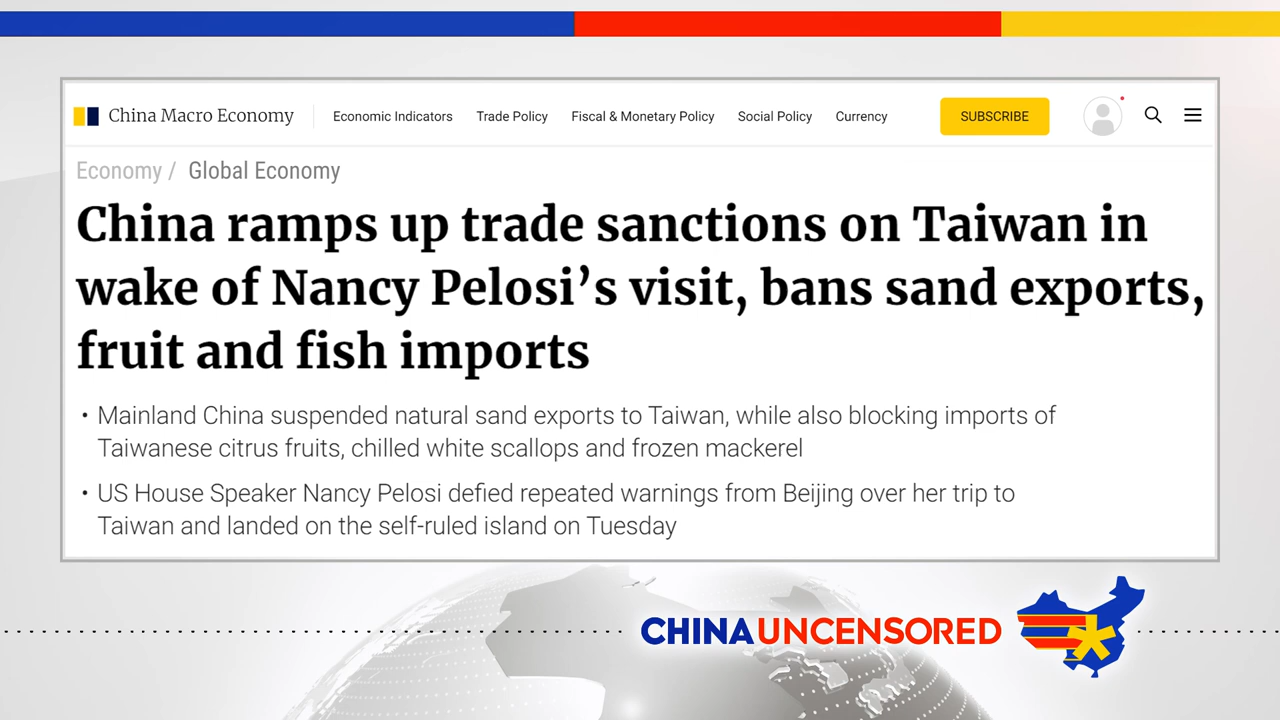 China Macro Economy
Economic Indicators
Trade Policy
Fiscal & Monetary Policy
Social Policy
Currency
SUBSCRIBE
Economy / Global Economy
China ramps up trade sanctions on Taiwan in
wake of Nancy Pelosi’s visit, bans sand exports,
fruit and fish imports
• Mainland China suspended natural sand exports to Taiwan, while also blocking imports of
Taiwanese citrus fruits, chilled white scallops and frozen mackerel
• US House Speaker Nancy Pelosi defied repeated warnings from Beijing over her trip to
Taiwan and landed on the self-ruled island on Tuesday
CHINAUNCENSORED